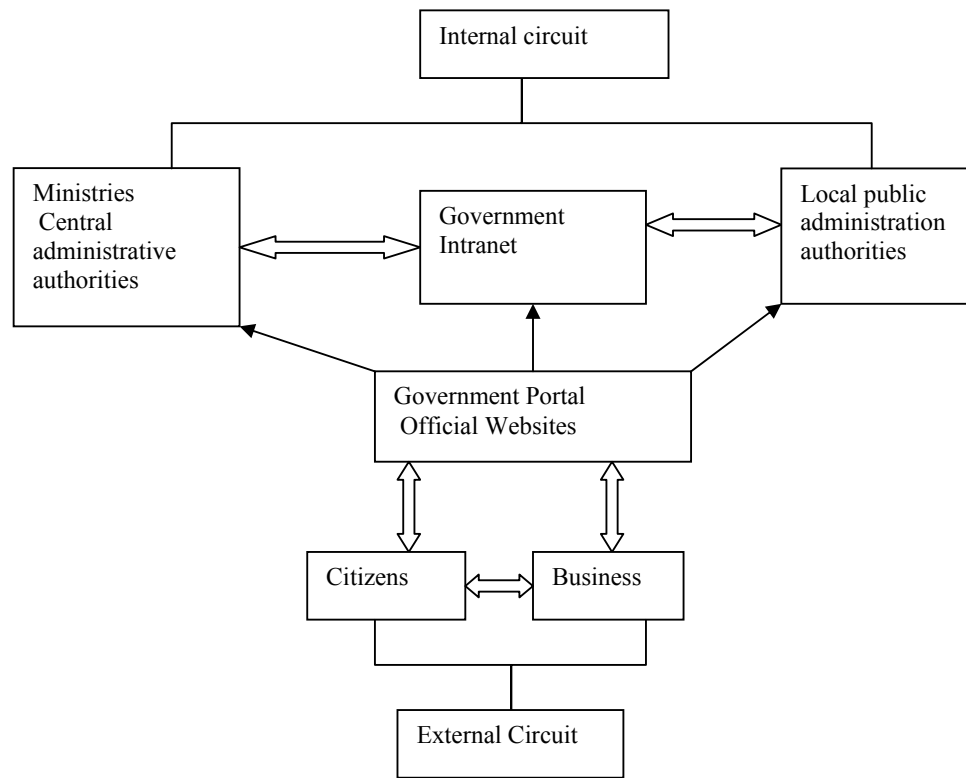 Internal circuit
Ministries
Central
administrative
authorities
Government
Intranet
Local public
administration
authorities
Government Portal
Official Websites
Citizens
Business
External Circuit